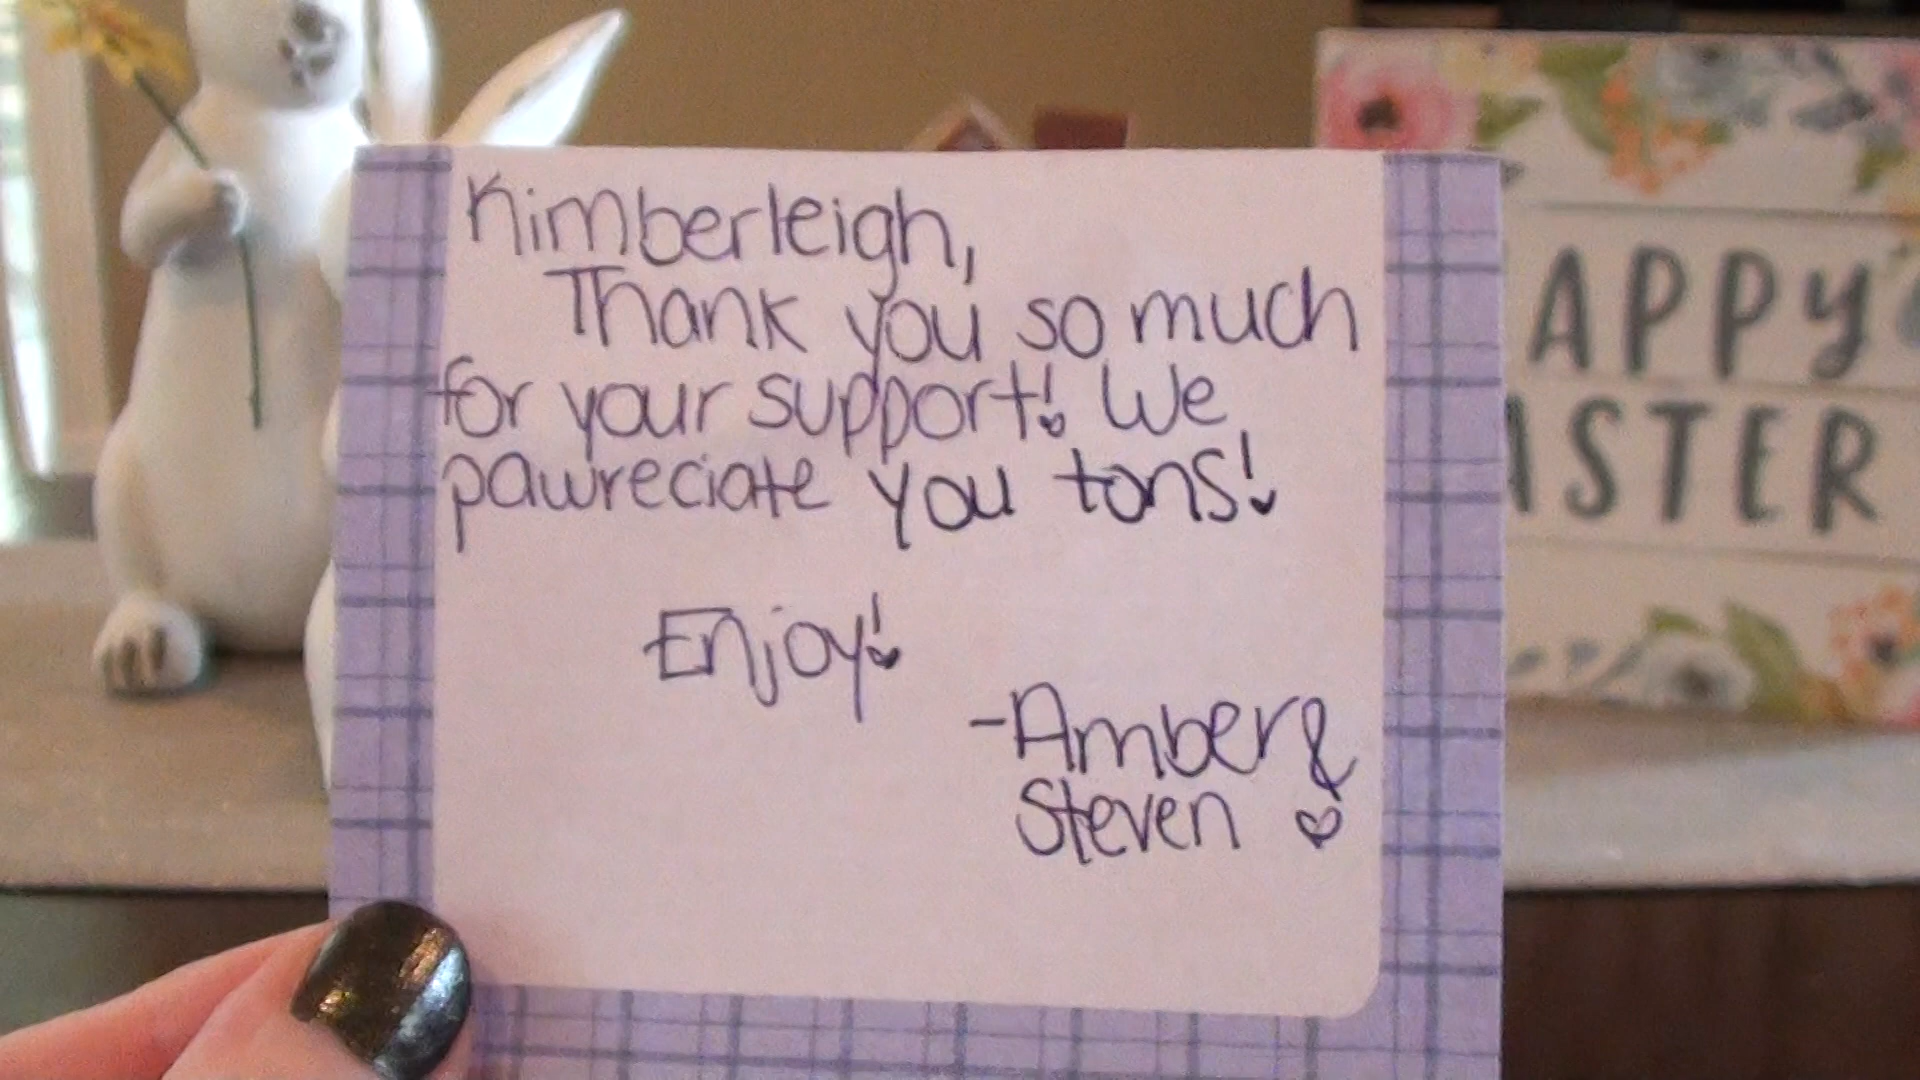 Kimberleigh,
Thank you so much
for your support! We
pawreciate you tons!
Enjoy!
-Amber &
Steven
APPY
ASTER